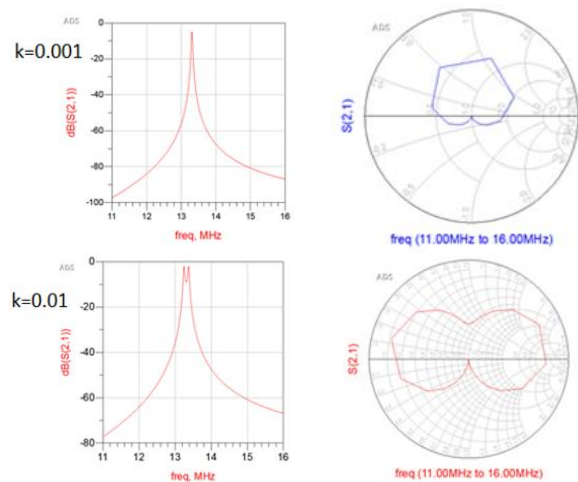 ADS
k=0.001
0
-20
-40
-60
-80
-100
dB(S(2,1))
11 12 13 14 15 16
freq, MHz
ADS
S(2,1)
freq (11.00MHz to 16.00MHz)
ADS
k=0.01
0
-20
-40
-60
-80
dB(S(2,1))
11 12 13 14 15 16
freq, MHz
ADS
S(2,1)
freq (11.00MHz to 16.00MHz)